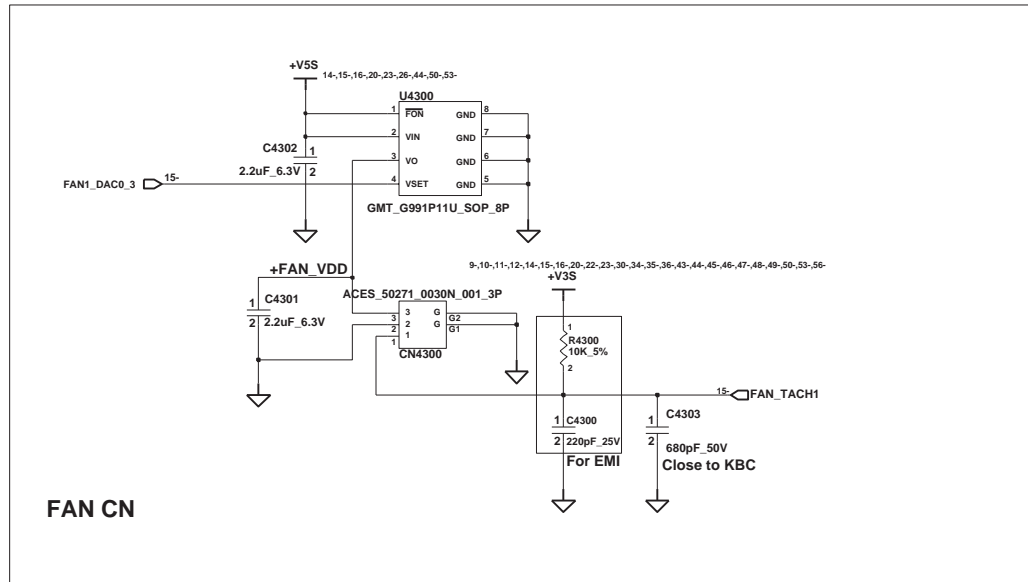 +V5S
14-,15-,16-,20-,23-,26-,44-,50-,53-
U4300
1 FON GND 8
2 VIN GND 7
3 VO GND 6
4 VSET GND 5
GMT_G991P11U_SOP_8P
C4302
1
2
2.2uF_6.3V
FAN1_DAC0_3
15-
+FAN_VDD
C4301
1
2
2.2uF_6.3V
ACES_50271_0030N_001_3P
3 3 G G2
2 2 G G1
1 1
CN4300
9-,10-,11-,12-,14-,15-,16-,20-,22-,23-,30-,34-,35-,36-,43-,44-,45-,46-,47-,48-,49-,50-,53-,56-
+V3S
1
R4300
10K_5%
2
15-
FAN_TACH1
C4300
1
2
220pF_25V
For EMI
C4303
1
2
680pF_50V
Close to KBC
FAN CN